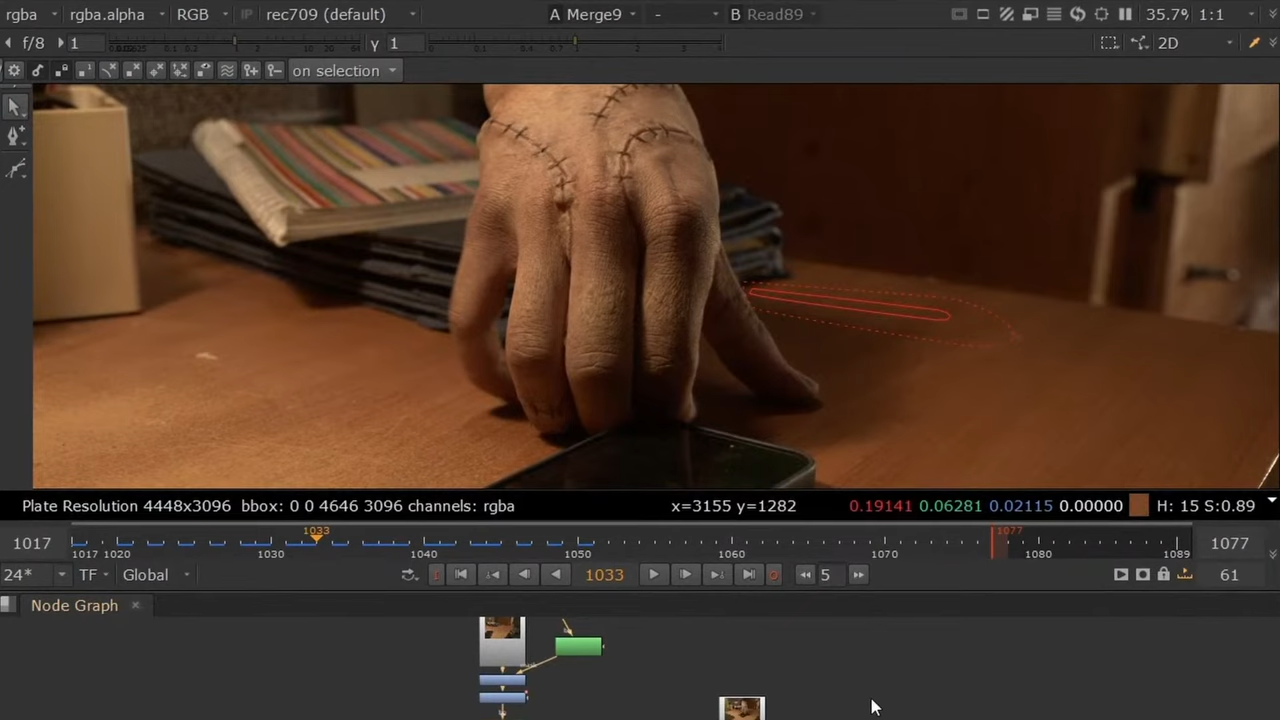 rgba rgba.alpha RGB IP rec709 (default) A Merge9 - B Read89 35.7% 1:1
f/8 1 γ 1 2D
on selection
Plate Resolution 4448x3096 bbox: 0 0 4646 3096 channels: rgba x=3155 y=1282 0.19141 0.06281 0.02115 0.00000 H: 15 S:0.89
1033 1077
1017 1077
1017 1020 1030 1040 1050 1060 1070 1080 1089
24* TF Global 1033 5 61
Node Graph